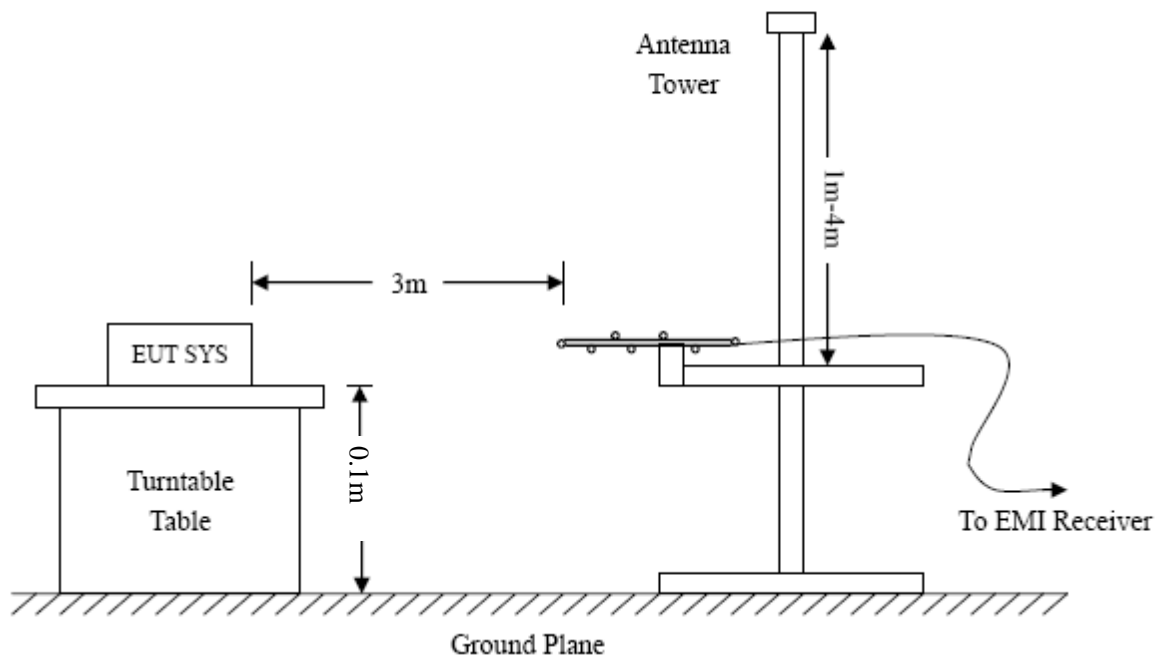 Antenna
Tower
1m-4m
3m
EUT SYS
0.1m
Turntable
Table
To EMI Receiver
Ground Plane